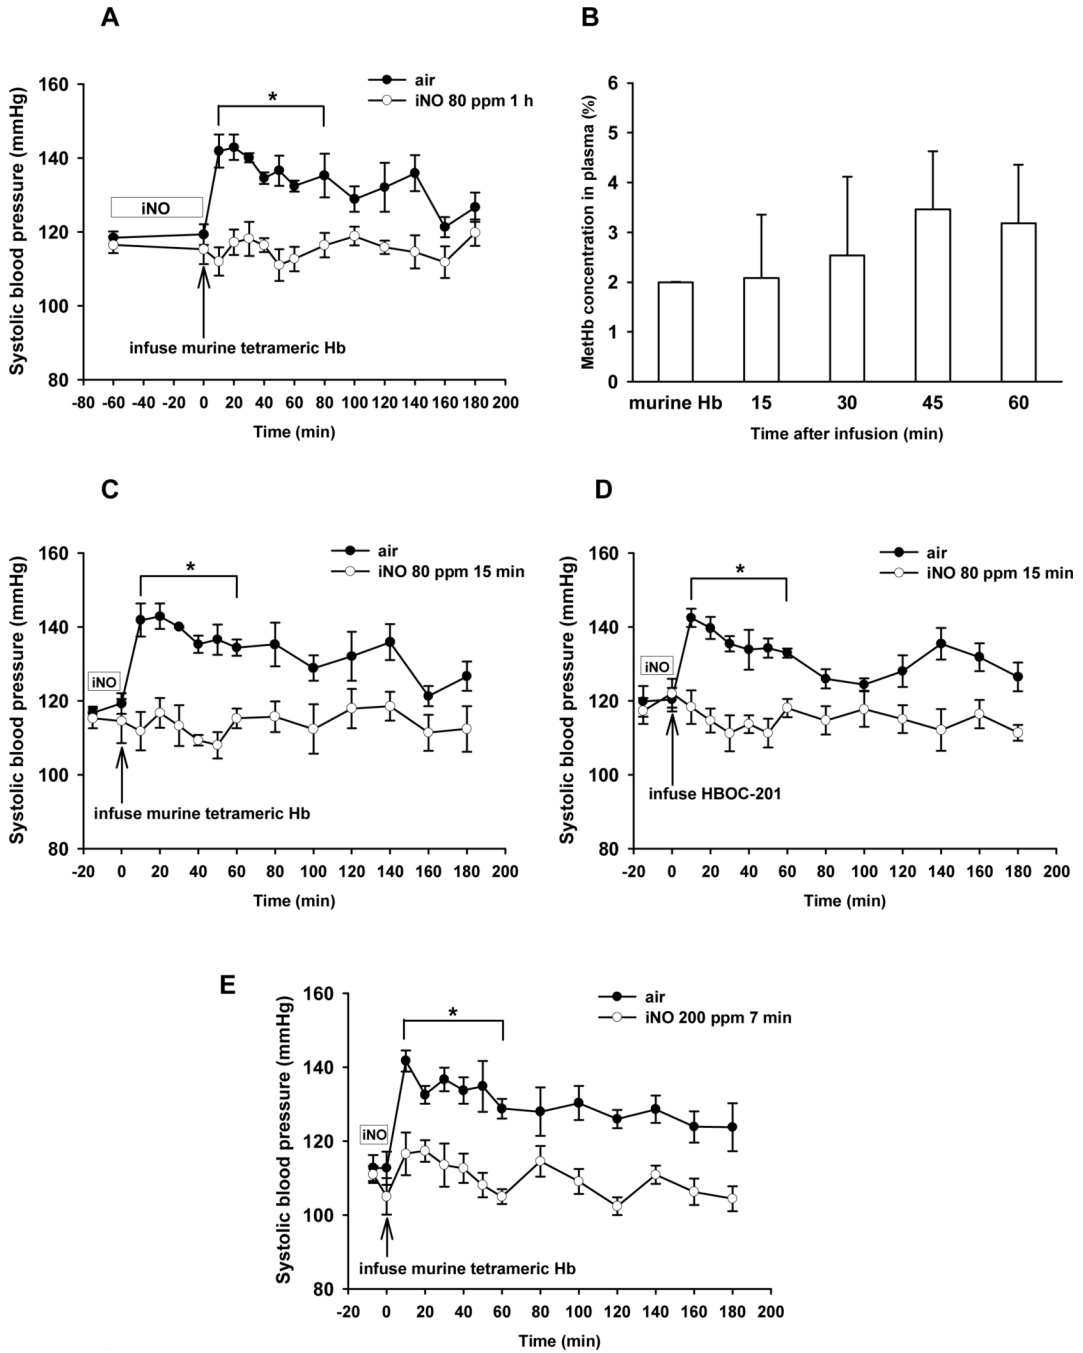 A
Systolic blood pressure (mmHg)
160
140
120
100
80
air
iNO 80 ppm 1 h
*
iNO
infuse murine tetrameric Hb
-80 -60 -20 -20 0 20 40 60 80 100 120 140 160 180 200
Time (min)
B
MetHb concentration in plasma (%)
6
5
4
3
2
1
0
murine Hb 15 30 45 60
Time after infusion (min)
C
Systolic blood pressure (mmHg)
160
140
120
100
80
air
iNO 80 ppm 15 min
*
iNO
infuse murine tetrameric Hb
-20 0 20 40 60 80 100 120 140 160 180 200
Time (min)
D
Systolic blood pressure (mmHg)
160
140
120
100
80
air
iNO 80 ppm 15 min
*
iNO
infuse HBOC-201
-20 0 20 40 60 80 100 120 140 160 180 200
Time (min)
E
Systolic blood pressure (mmHg)
160
140
120
100
80
air
iNO 200 ppm 7 min
*
iNO
infuse murine tetrameric Hb
-20 0 20 40 60 80 100 120 140 160 180 200
Time (min)